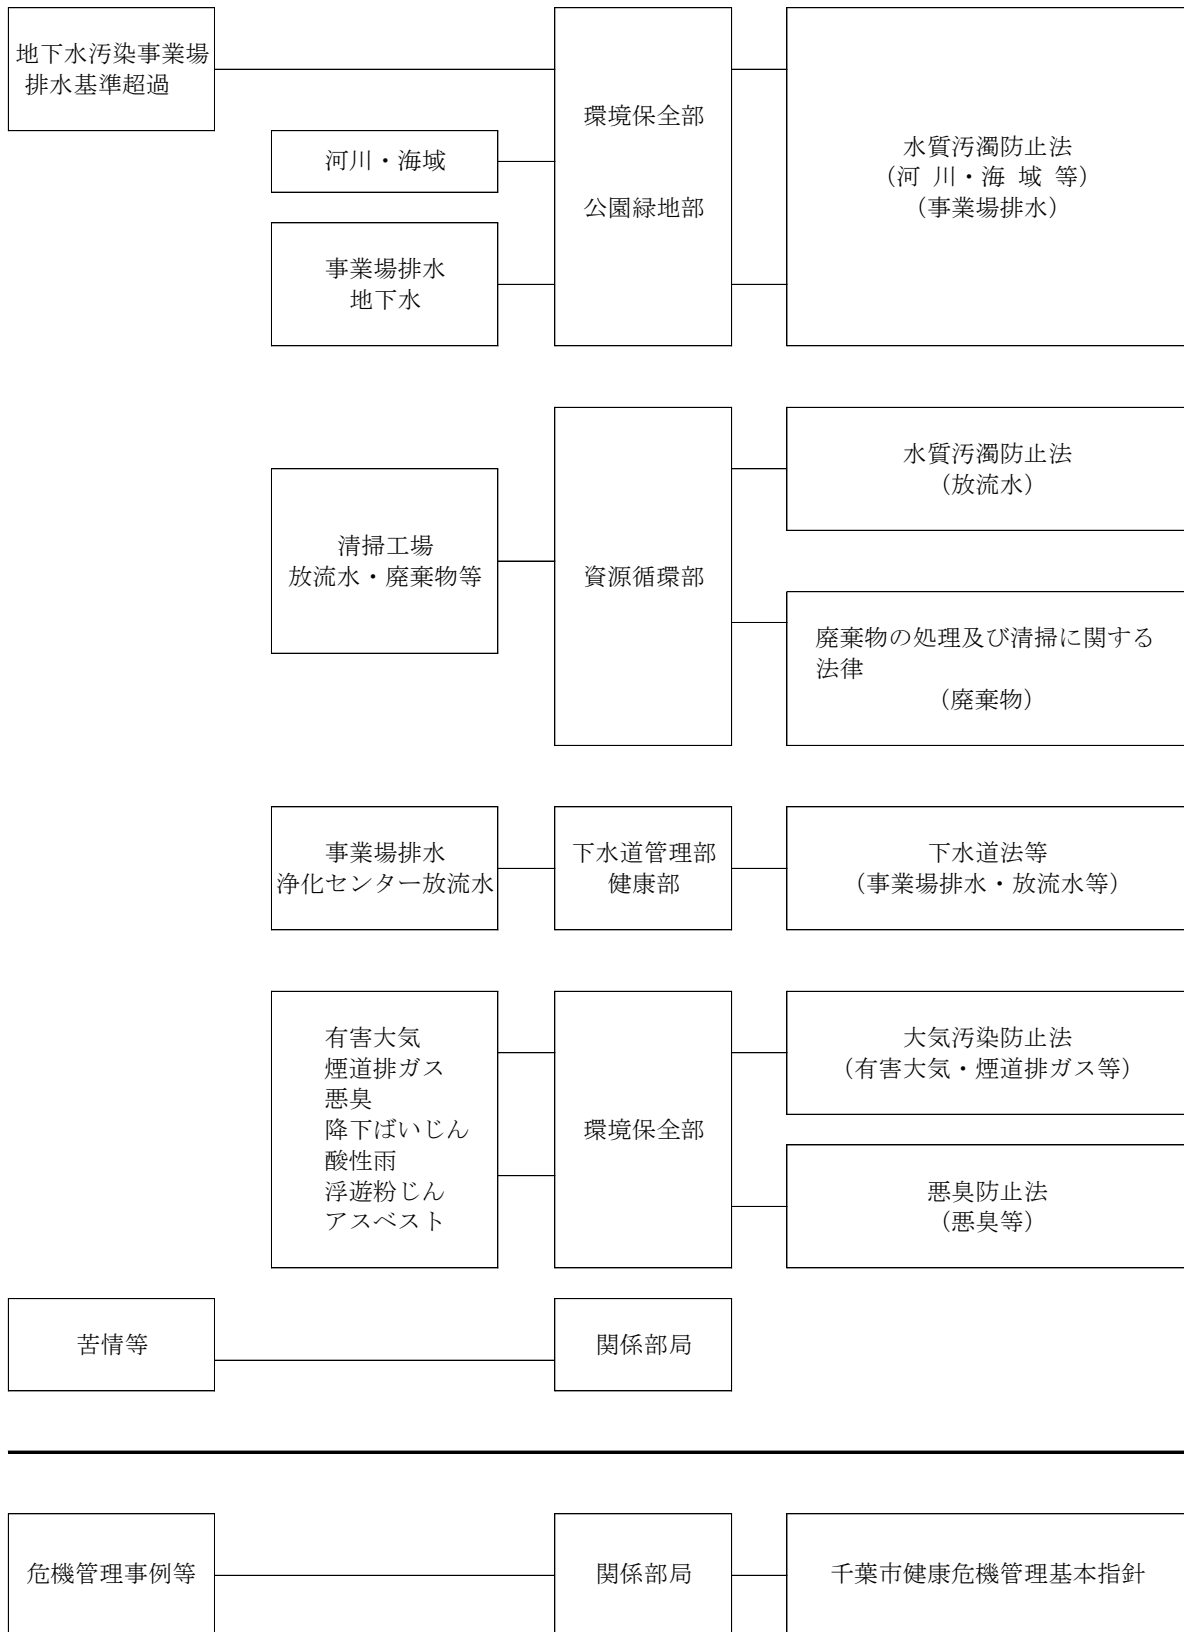 地下水汚染事業場
排水基準超過
河川・海域
事業場排水
地下水
環境保全部
公園緑地部
水質汚濁防止法
（河 川・海 域 等）
（事業場排水）
清掃工場
放流水・廃棄物等
資源循環部
水質汚濁防止法
（放流水）
廃棄物の処理及び清掃に関する
法律
（廃棄物）
事業場排水
浄化センター放流水
下水道管理部
健康部
下水道法等
（事業場排水・放流水等）
有害大気
煙道排ガス
悪臭
降下ばいじん
酸性雨
浮遊粉じん
アスベスト
環境保全部
大気汚染防止法
（有害大気・煙道排ガス等）
悪臭防止法
（悪臭等）
苦情等
関係部局
危機管理事例等
関係部局
千葉市健康危機管理基本指針